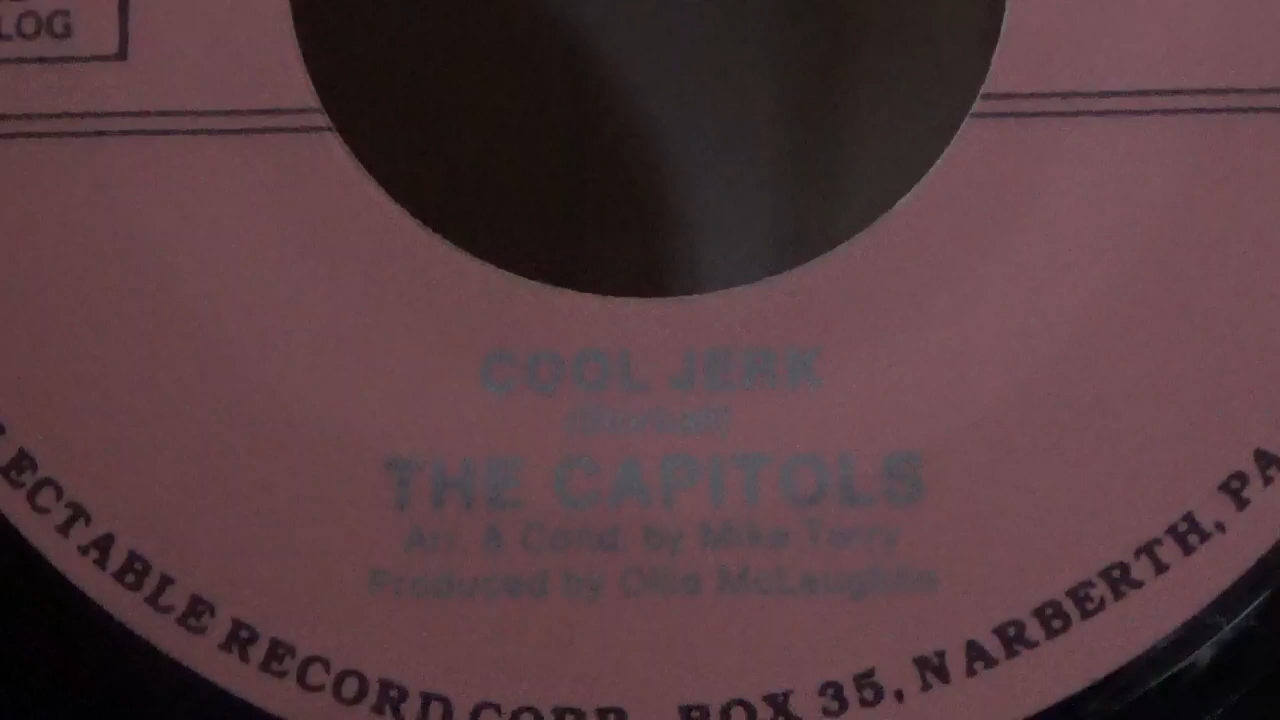 LOG
COOL JERK
THE CAPITOLS
Arr. & Cond. by Mike Terry
Produced by Ollie McLaughlin
LECTABLE RECORD CORP. BOX 35, NARBERTH, PA